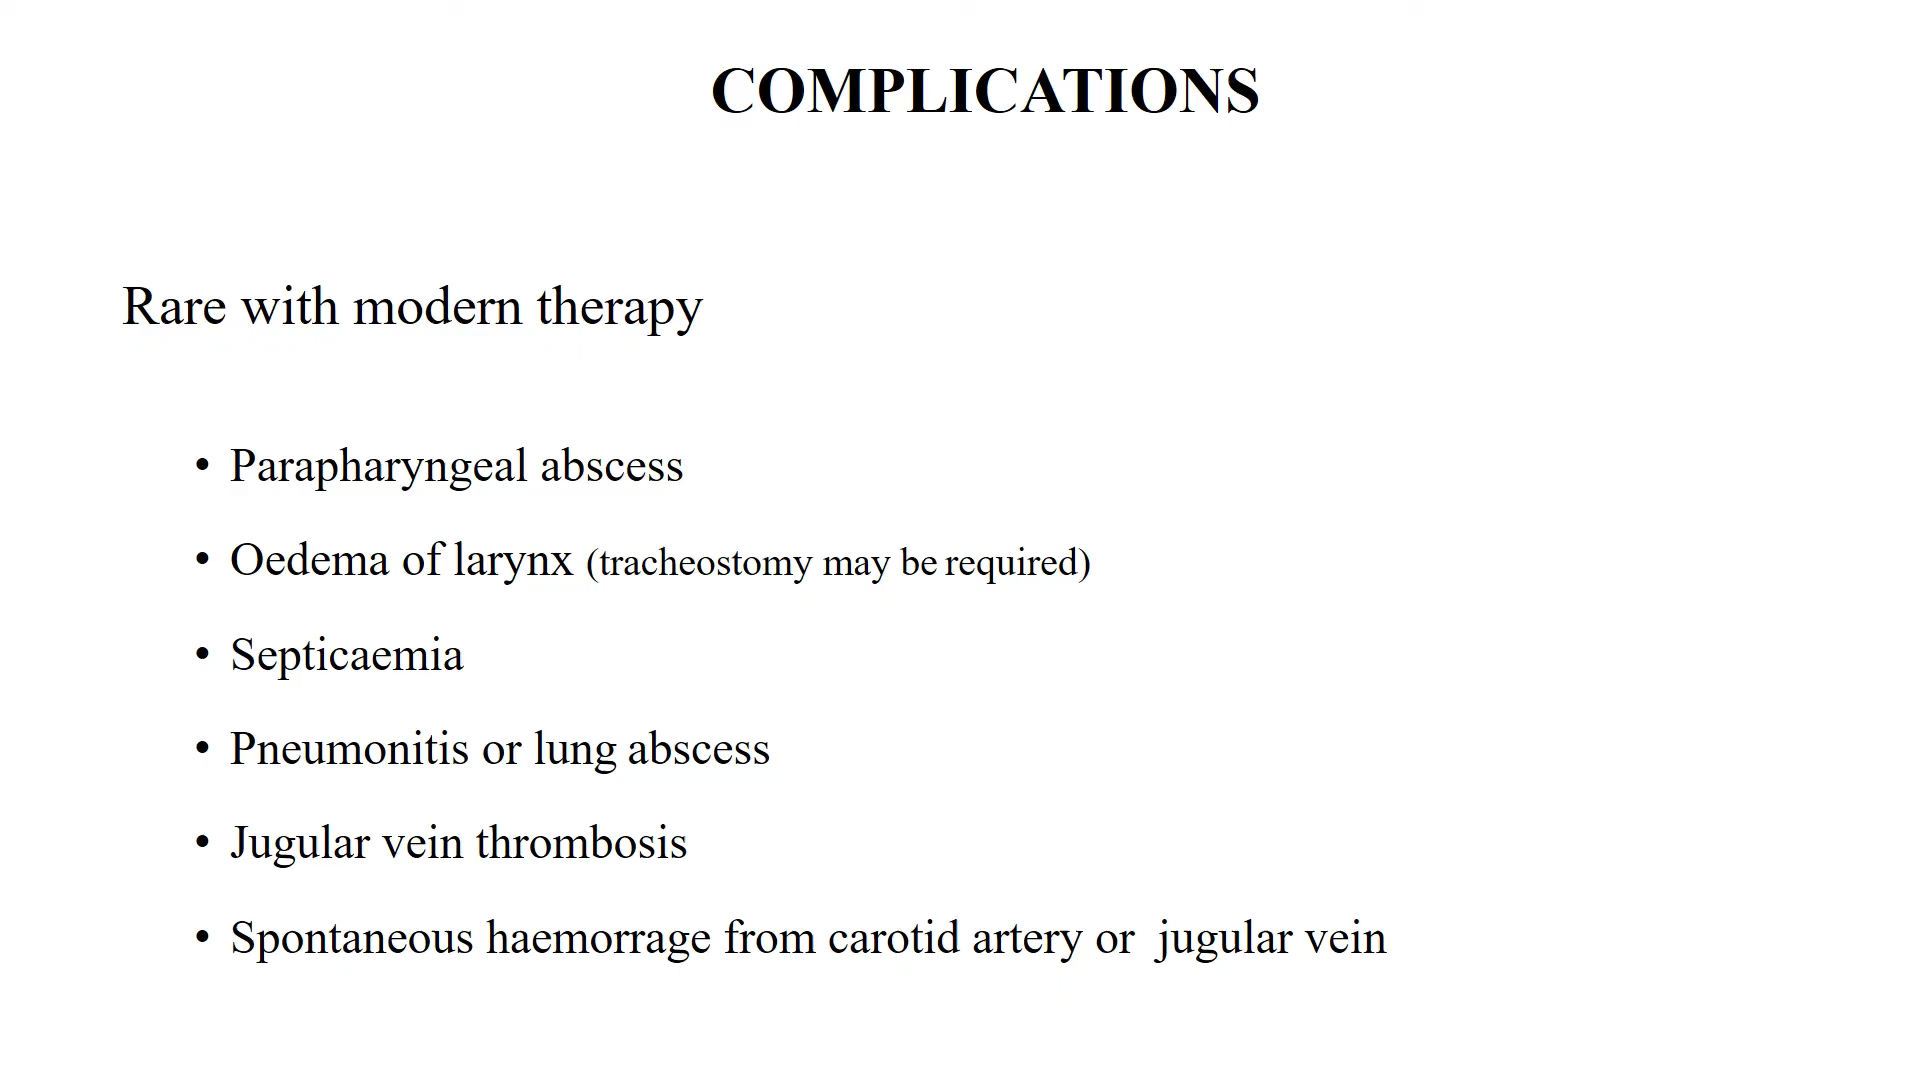 COMPLICATIONS
Rare with modern therapy
• Parapharyngeal abscess
• Oedema of larynx (tracheostomy may be required)
• Septicaemia
• Pneumonitis or lung abscess
• Jugular vein thrombosis
• Spontaneous haemorrage from carotid artery or jugular vein